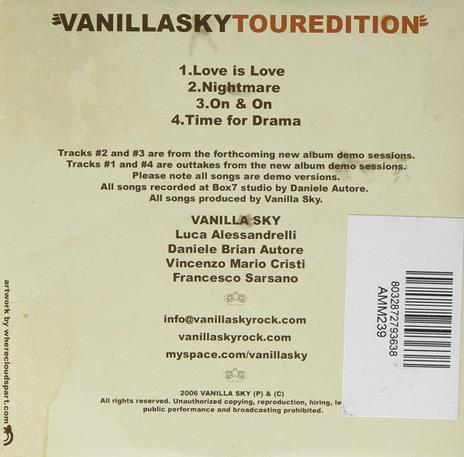 VANILLASKYTOUREDITION
1.Love is Love
2.Nightmare
3.On & On
4.Time for Drama
Tracks #2 and #3 are from the forthcoming new album demo sessions.
Tracks #1 and #4 are outtakes from the new album demo sessions.
Please note all songs are demo versions.
All songs recorded at Box7 studio by Daniele Autore.
All songs produced by Vanilla Sky.
VANILLA SKY
Luca Alessandrelli
Daniele Brian Autore
Vincenzo Mario Cristi
Francesco Sarsano
info@vanillaskyrock.com
vanillaskyrock.com
myspace.com/vanillasky
2006 VANILLA SKY (P) & (C)
All rights reserved. Unauthorized copying, reproduction, hiring, le
public performance and broadcasting prohibited.
artwork by wherecloudspart.com
8032872793638
AMM239